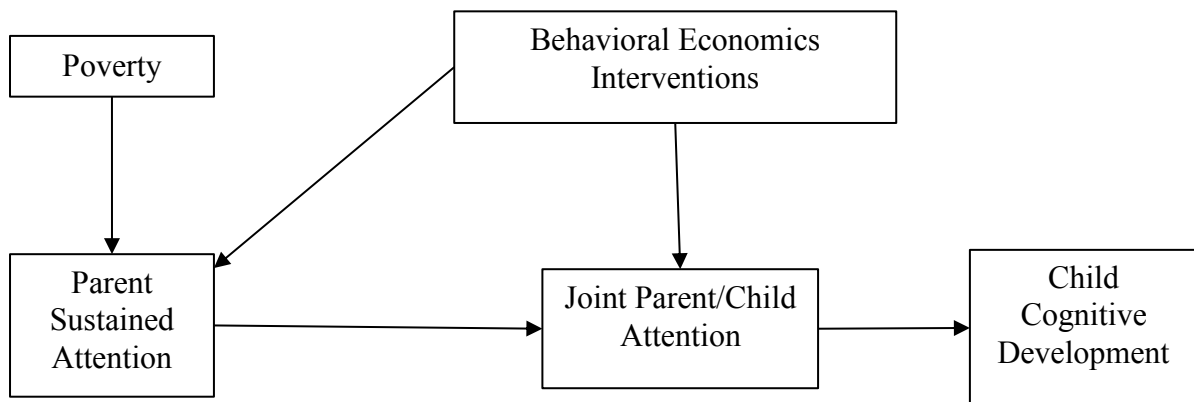 Poverty
Behavioral Economics
Interventions
Parent
Sustained
Attention
Joint Parent/Child
Attention
Child
Cognitive
Development